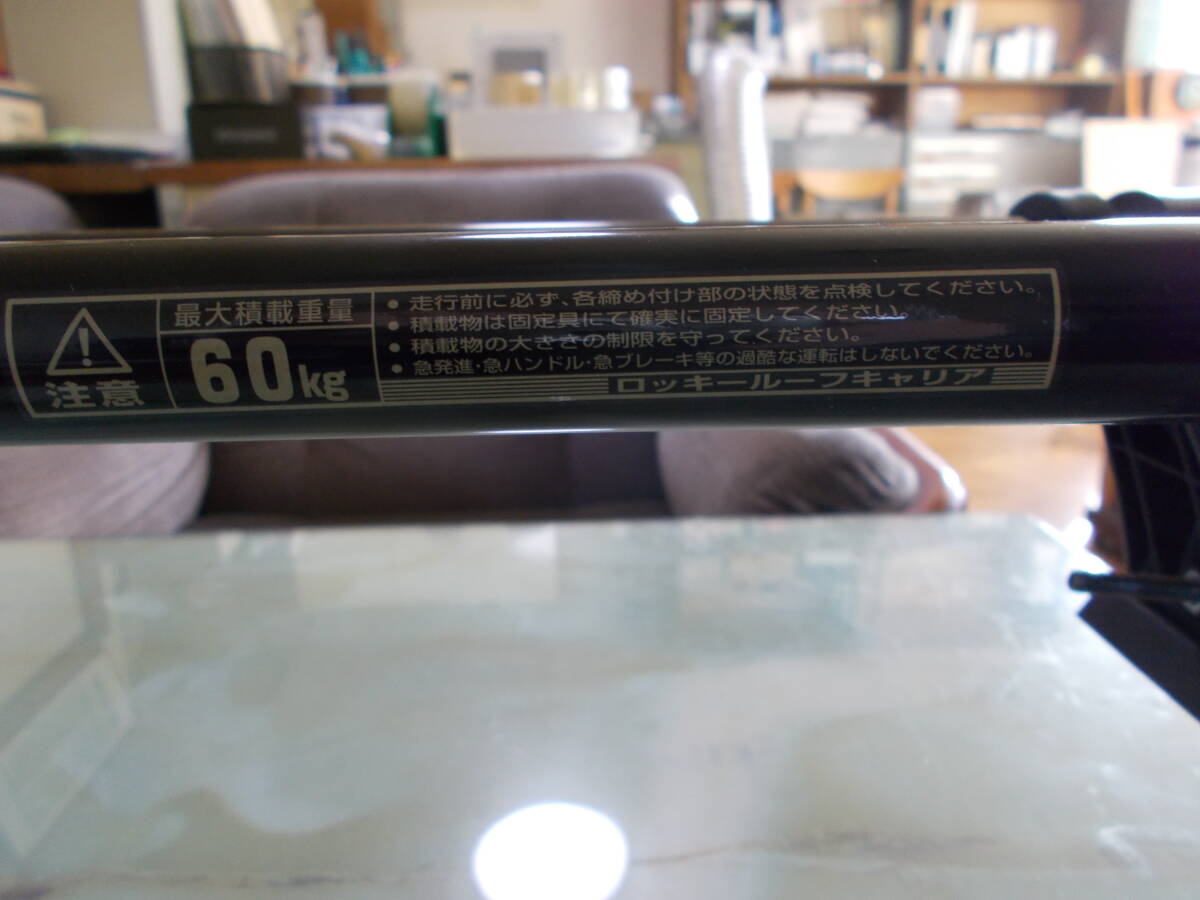 注意
最大積載重量
60kg
• 走行前に必ず、各締め付け部の状態を点検してください。
• 積載物は固定具にて確実に固定してください。
• 積載物の大きさの制限を守ってください。
• 急発進・急ハンドル・急ブレーキ等の過酷な運転はしないでください。
ロッキールーフキャリア